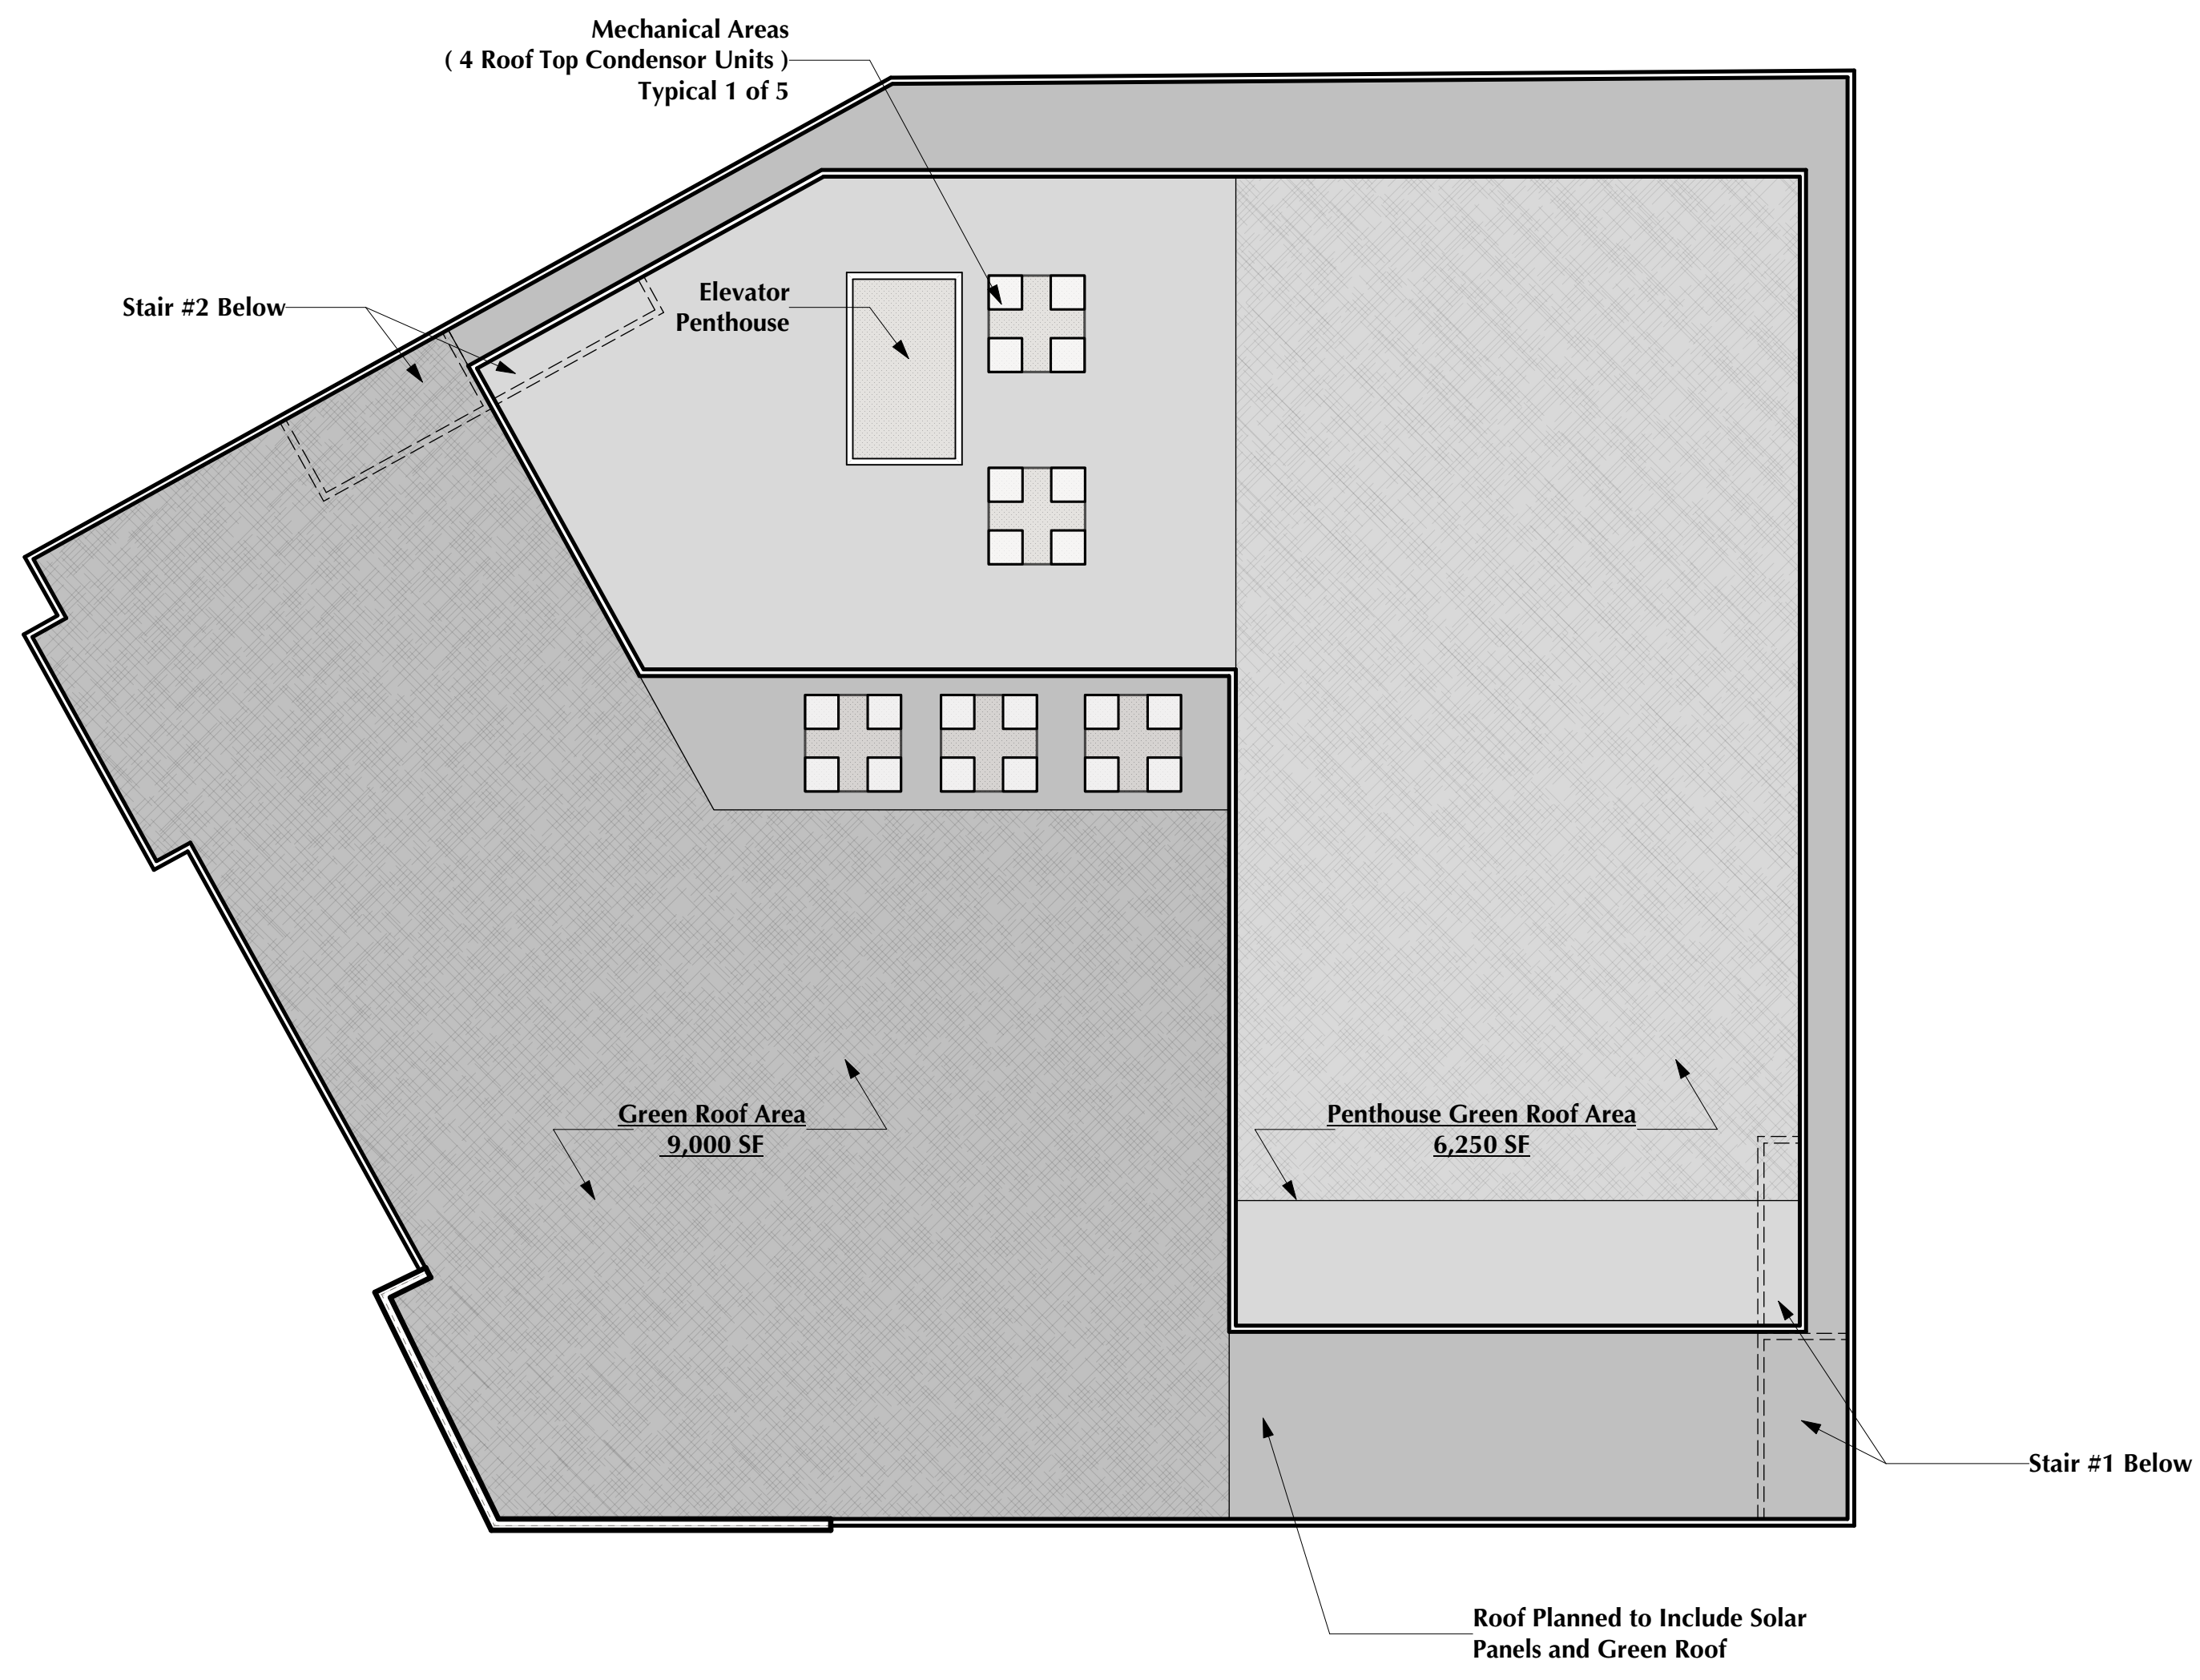 Mechanical Areas
( 4 Roof Top Condensor Units )
Typical 1 of 5
Stair #2 Below
Elevator
Penthouse
Green Roof Area
9,000 SF
Penthouse Green Roof Area
6,250 SF
Stair #1 Below
Roof Planned to Include Solar
Panels and Green Roof